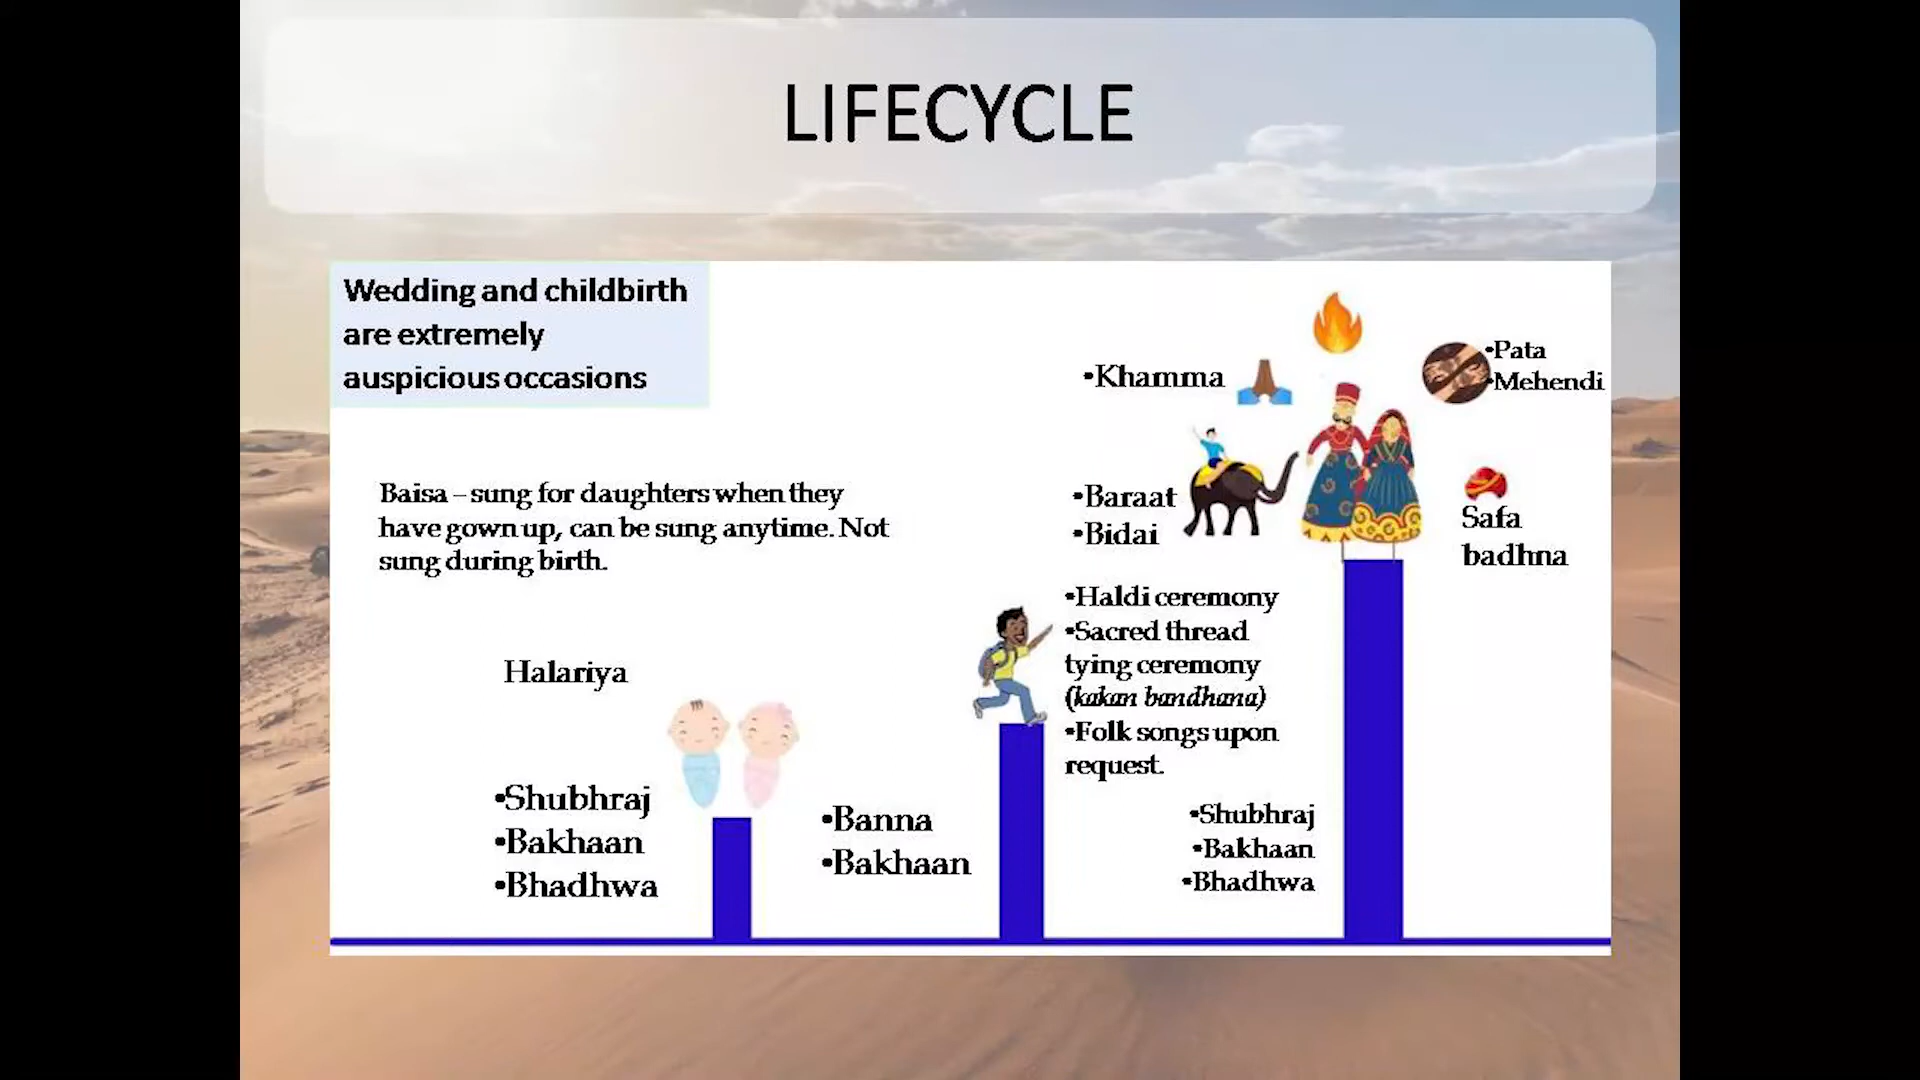 LIFECYCLE
Wedding and childbirth
are extremely
auspicious occasions
Baisa – sung for daughters when they
have gown up, can be sung anytime. Not
sung during birth.
Halariya
•Shubhraj
•Bakhaan
•Bhadhwa
•Banna
•Bakhaan
•Khamma
•Baraat
•Bidai
•Haldi ceremony
•Sacred thread
tying ceremony
(kakan bandhana)
•Folk songs upon
request.
•Shubhraj
•Bakhaan
•Bhadhwa
•Pata
•Mehendi
Safa
badhna